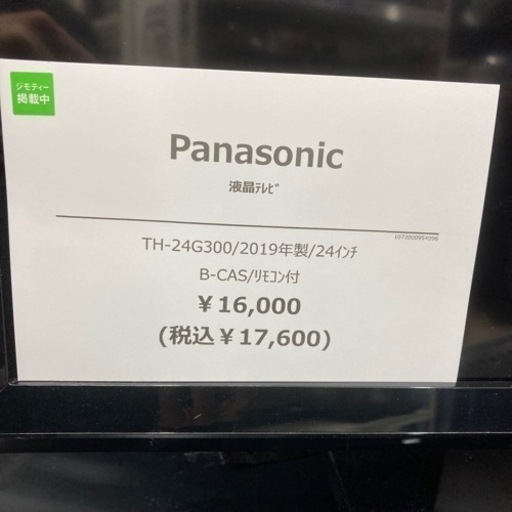 ジモティー
掲載中
Panasonic
液晶ﾃﾚﾋﾞ
1072000954996
TH-24G300/2019年製/24ｲﾝﾁ
B-CAS/ﾘﾓｺﾝ付
￥16,000
(税込￥17,600)